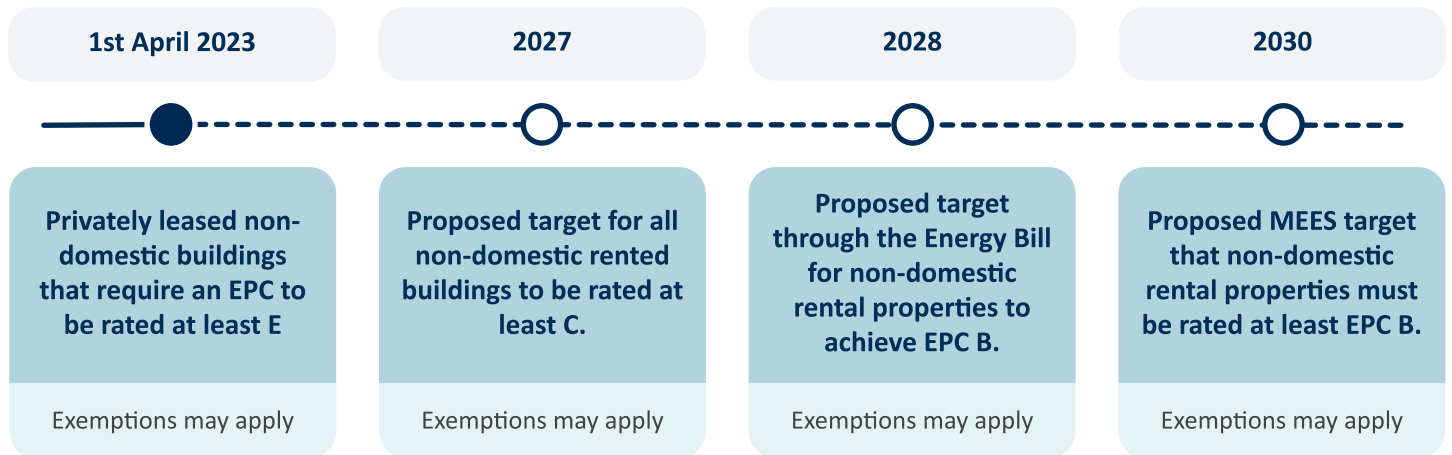 1st April 2023
2027
2028
2030
Privately leased non-
domestic buildings
that require an EPC to
be rated at least E
Proposed target for all
non-domestic rented
buildings to be rated at
least C.
Proposed target
through the Energy Bill
for non-domestic
rental properties to
achieve EPC B.
Proposed MEES target
that non-domestic
rental properties must
be rated at least EPC B.
Exemptions may apply
Exemptions may apply
Exemptions may apply
Exemptions may apply